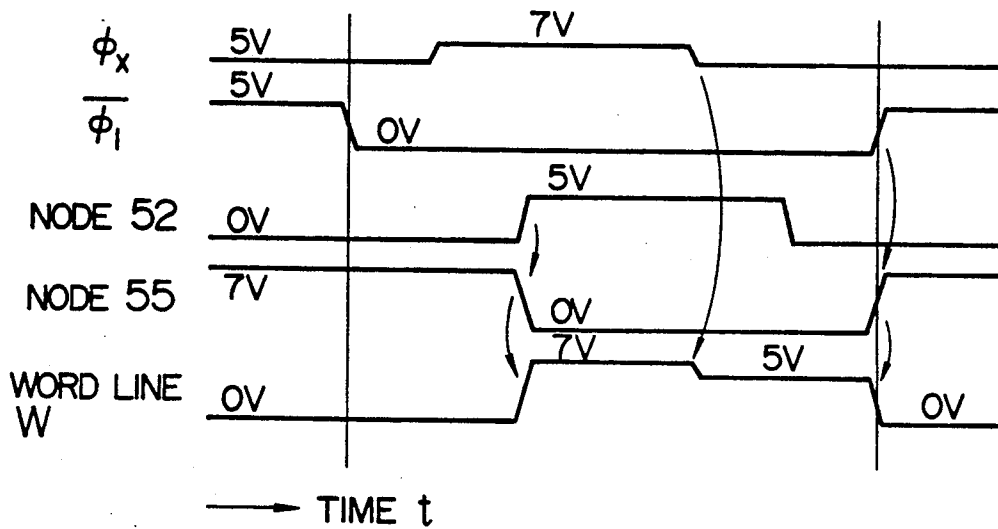 ϕx 5V 7V
ϕ1 5V 0V
NODE 52 0V 5V
NODE 55 7V 0V
WORD LINE W 0V 7V 5V 0V
TIME t